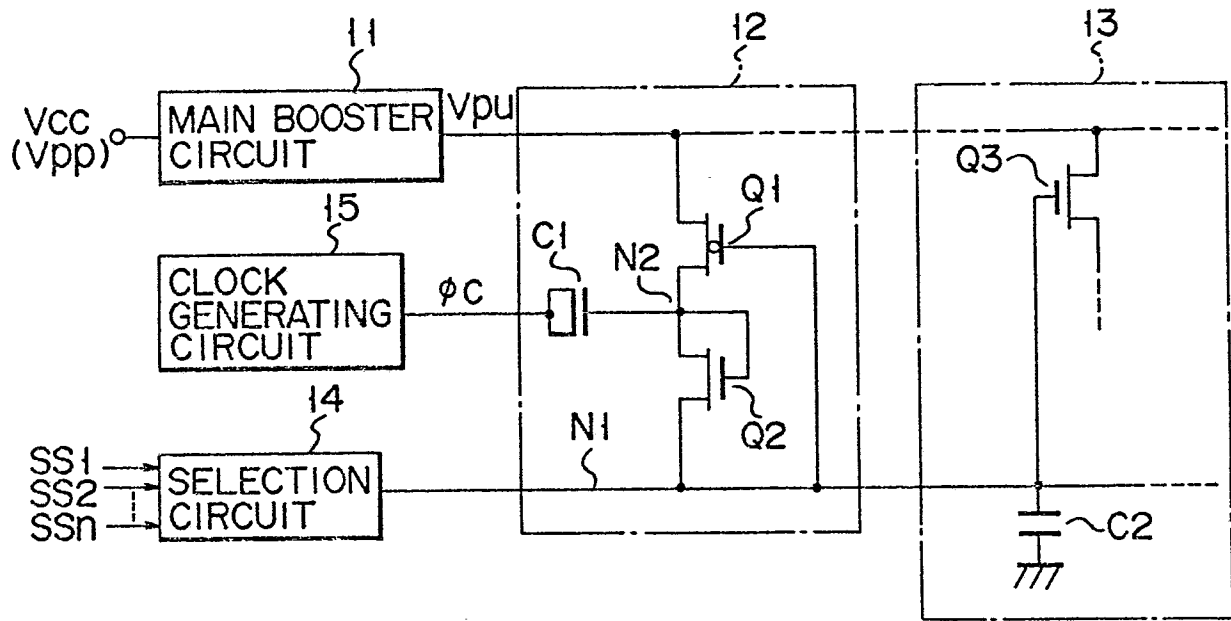 11
12
13
VCC
(Vpp)
MAIN BOOSTER
CIRCUIT
Vpu
Q3
Q1
15
C1
N2
CLOCK
GENERATING
CIRCUIT
φC
14
N1
Q2
SS1
SS2
SSn
SELECTION
CIRCUIT
C2